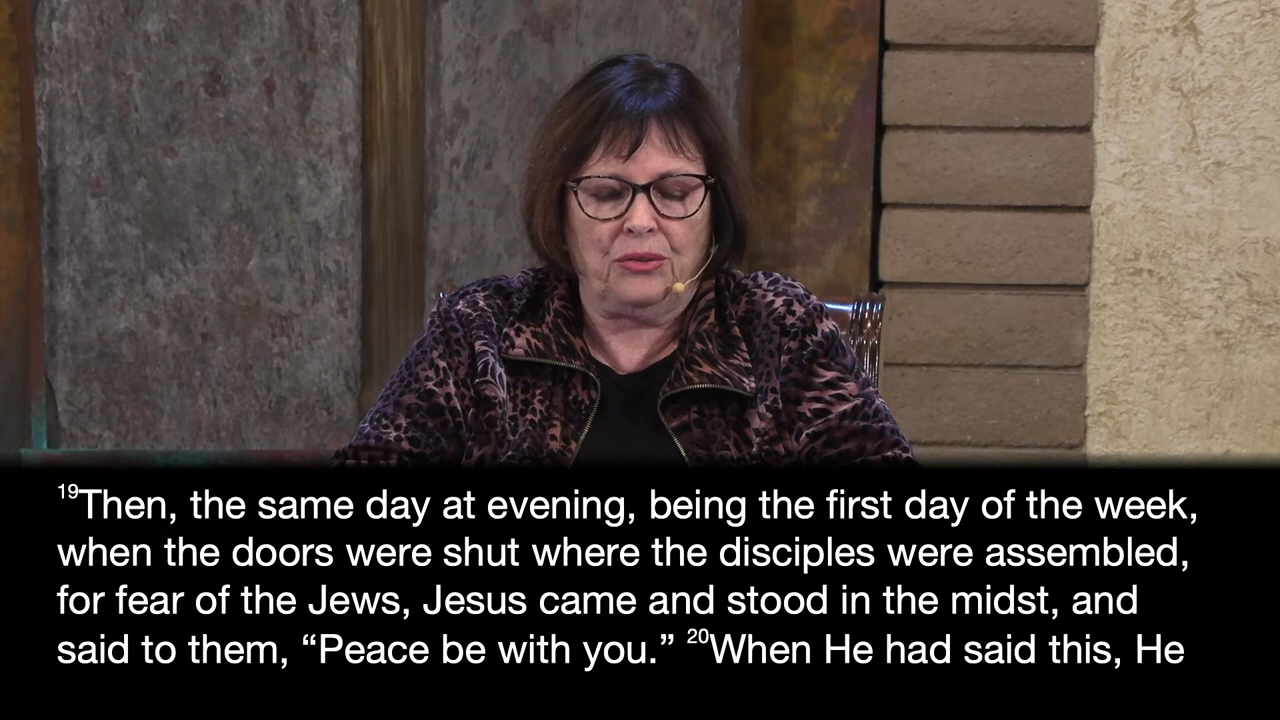 19Then, the same day at evening, being the first day of the week,
when the doors were shut where the disciples were assembled,
for fear of the Jews, Jesus came and stood in the midst, and
said to them, “Peace be with you.” 20When He had said this, He